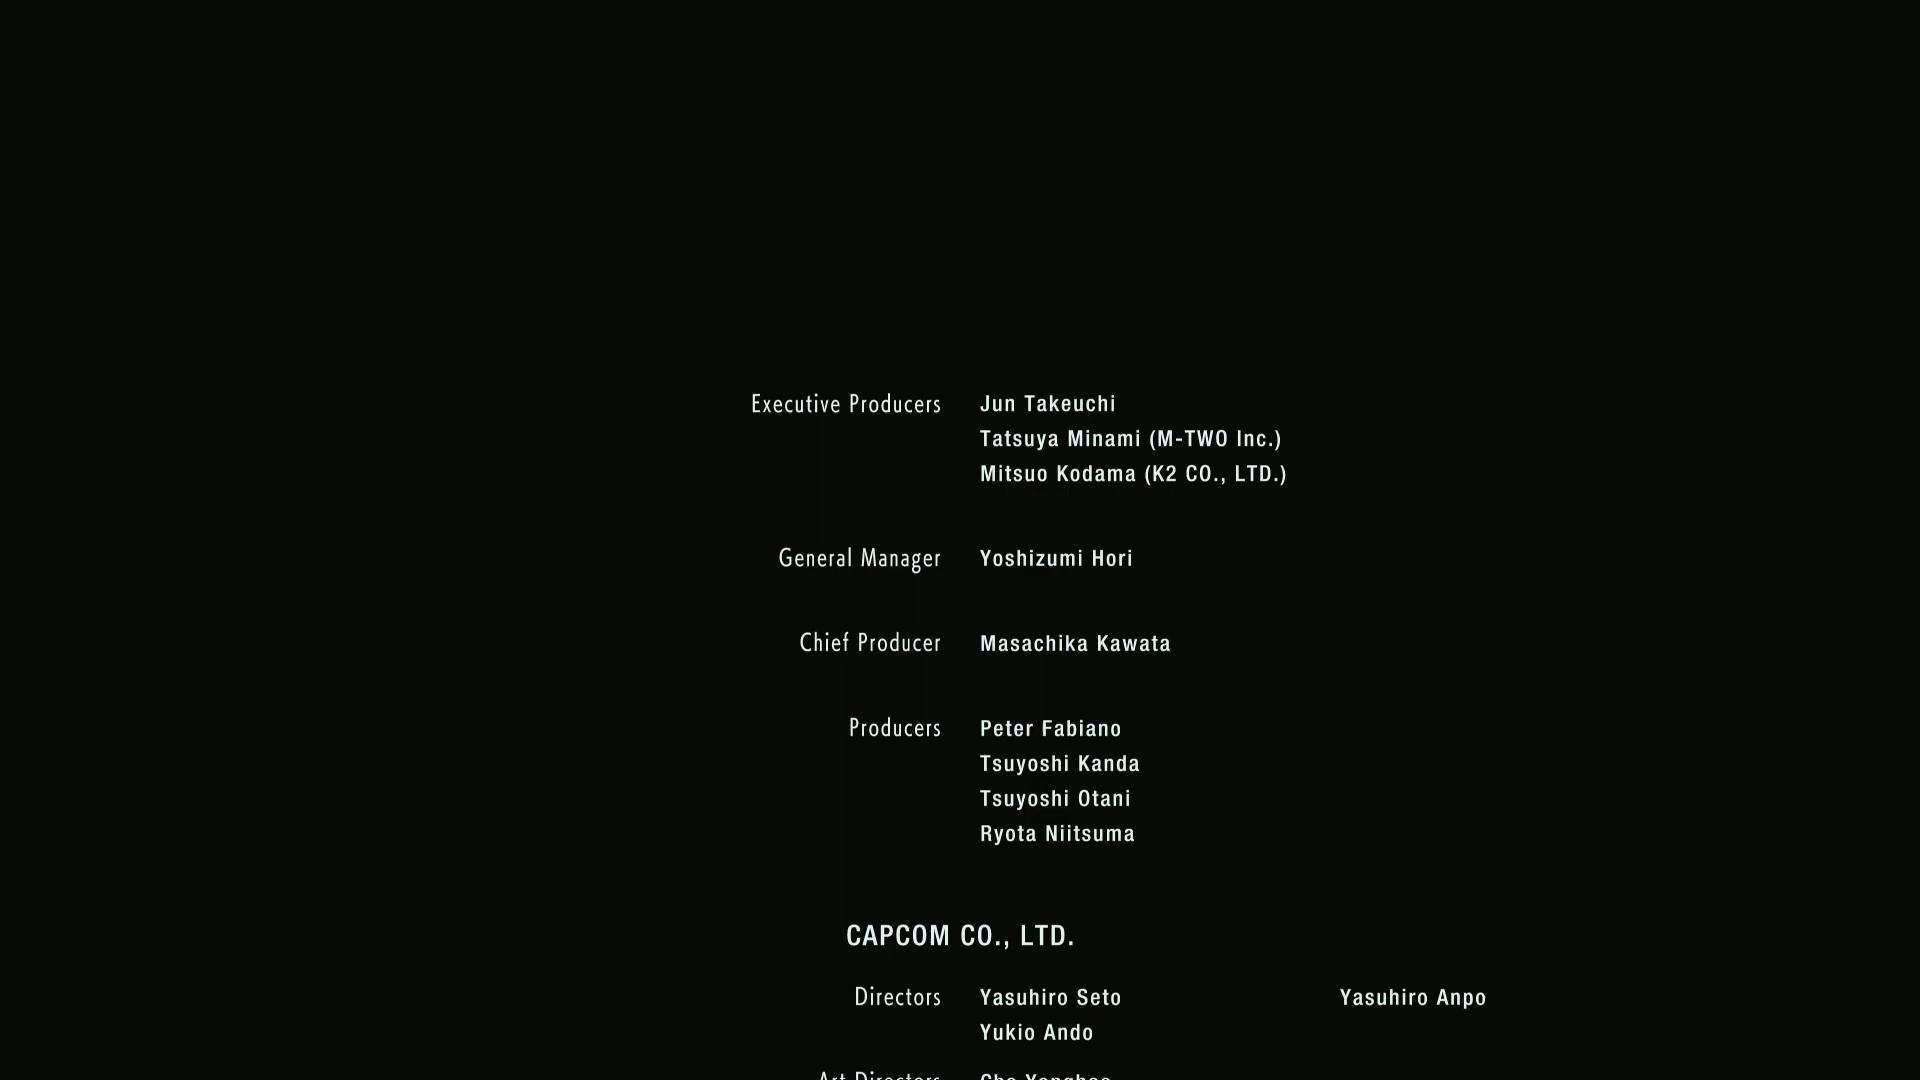 Executive Producers Jun Takeuchi
Tatsuya Minami (M-TWO Inc.)
Mitsuo Kodama (K2 CO., LTD.)
General Manager Yoshizumi Hori
Chief Producer Masachika Kawata
Producers Peter Fabiano
Tsuyoshi Kanda
Tsuyoshi Otani
Ryota Niitsuma
CAPCOM CO., LTD.
Directors Yasuhiro Seto Yasuhiro Anpo
Yukio Ando
Art Directors